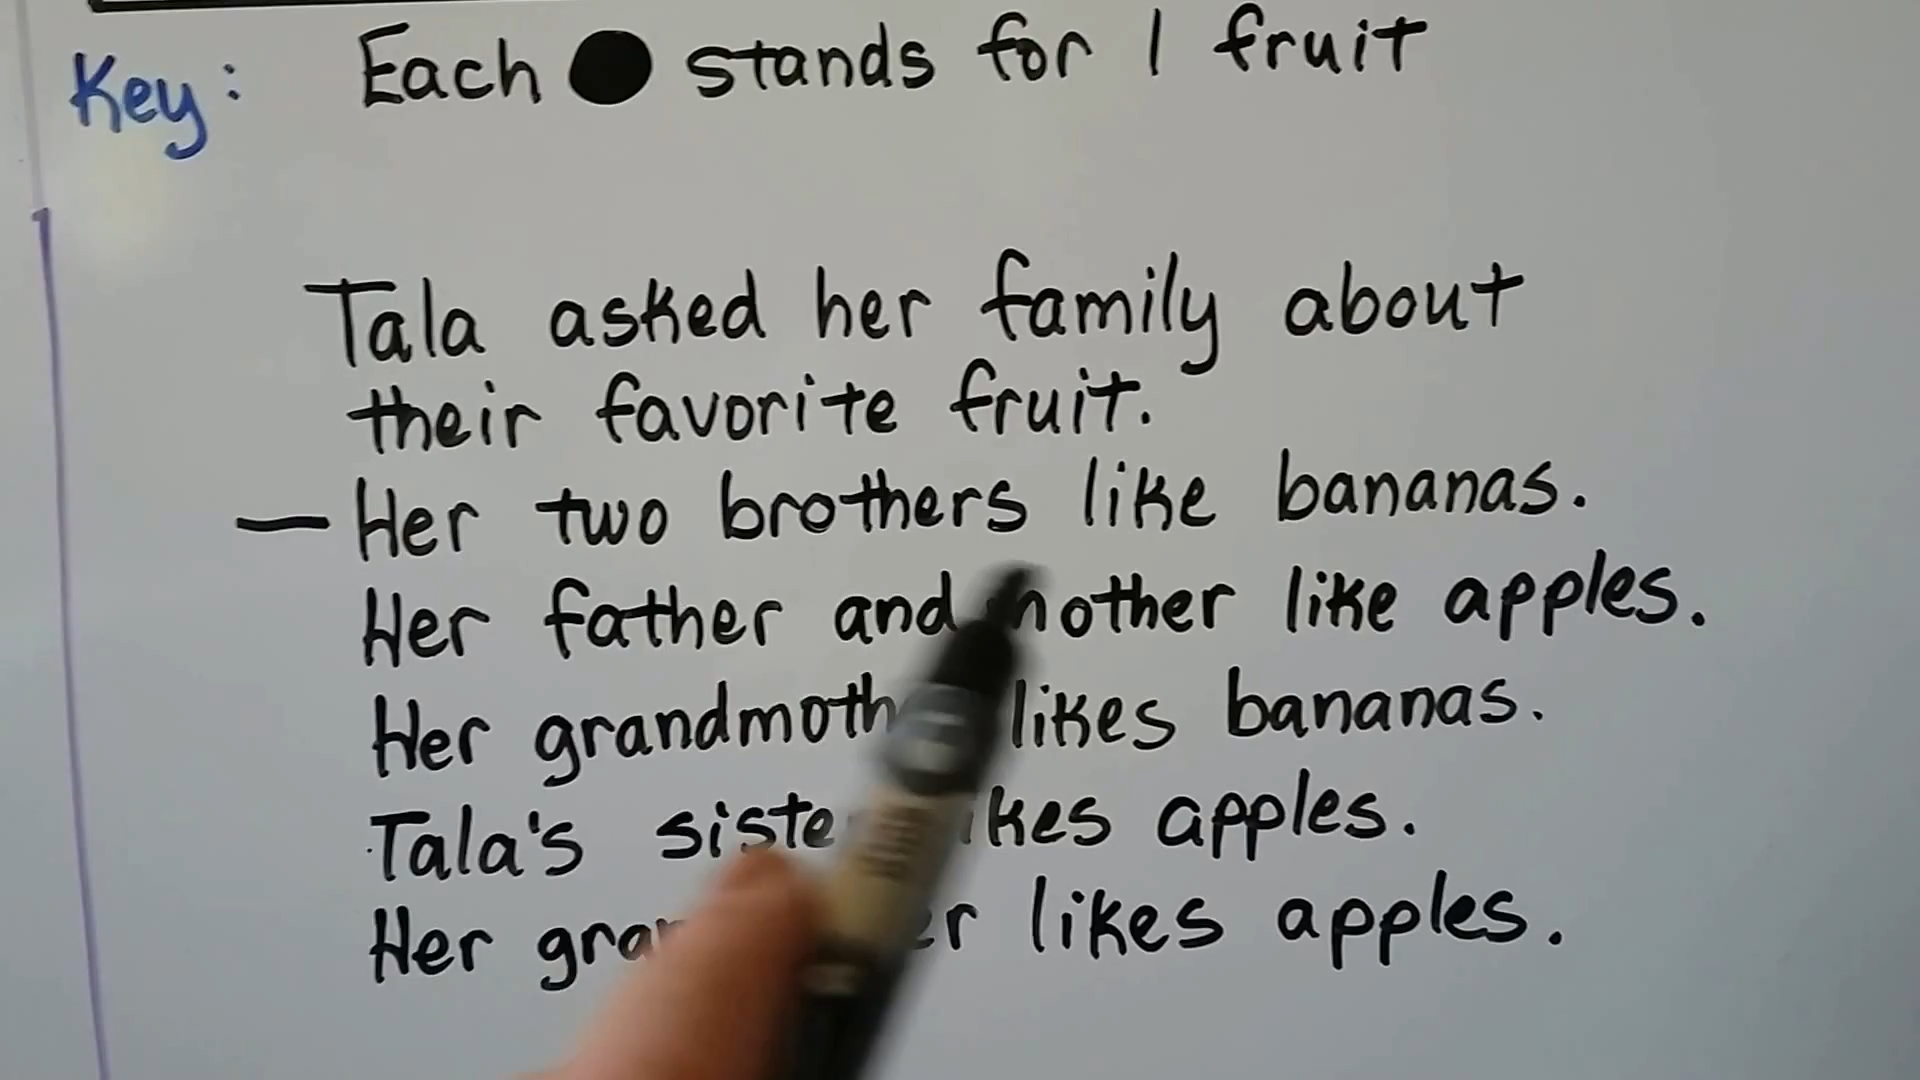 Key: Each ● stands for 1 fruit
Tala asked her family about
their favorite fruit.
— Her two brothers like bananas.
Her father and mother like apples.
Her likes bananas.
Tala's likes apples.
Her likes apples.